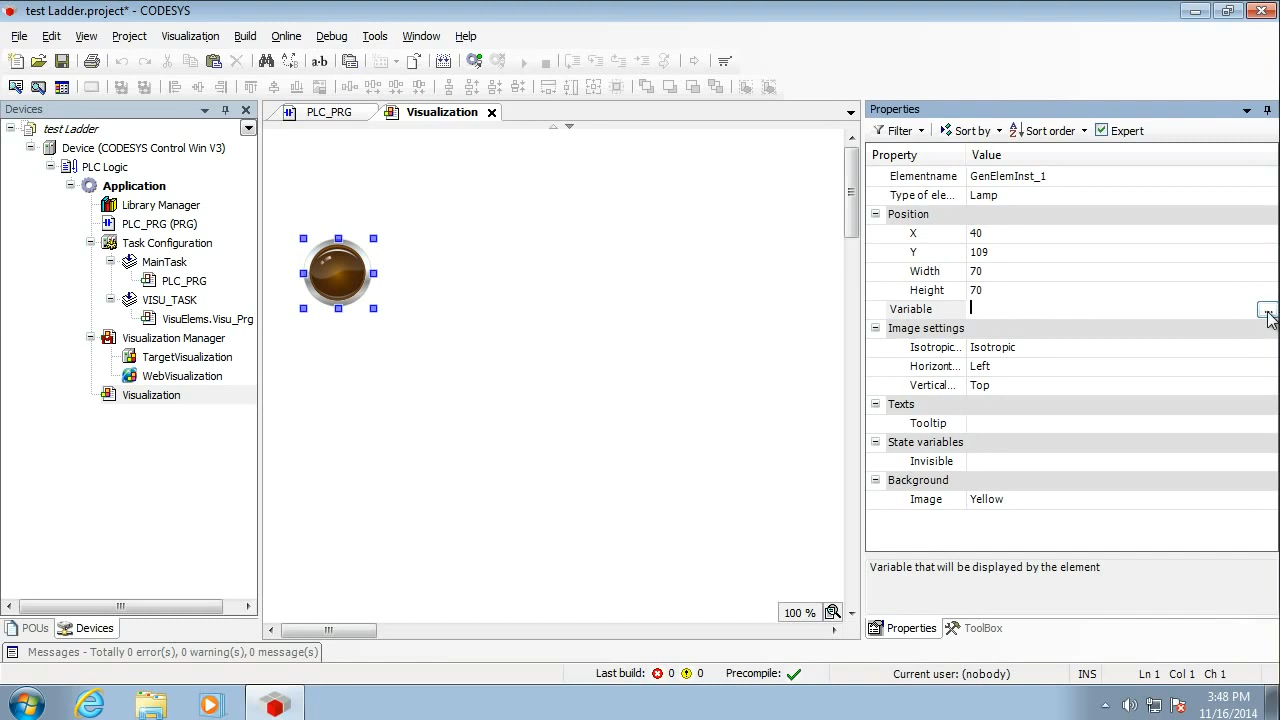 test Ladder.project* - CODESYS
File Edit View Project Visualization Build Online Debug Tools Window Help
a-b
Devices
test Ladder
Device (CODESYS Control Win V3)
PLC Logic
Application
Library Manager
PLC_PRG (PRG)
Task Configuration
MainTask
PLC_PRG
VISU_TASK
VisuElems.Visu_Prg
Visualization Manager
TargetVisualization
WebVisualization
Visualization
POUs Devices
PLC_PRG Visualization
100 %
Properties
Filter Sort by Sort order Expert
Property Value
Elementname GenElemInst_1
Type of ele... Lamp
Position
X 40
Y 109
Width 70
Height 70
Variable
Image settings
Isotropic... Isotropic
Horizont... Left
Vertical... Top
Texts
Tooltip
State variables
Invisible
Background
Image Yellow
Variable that will be displayed by the element
Properties ToolBox
Messages - Totally 0 error(s), 0 warning(s), 0 message(s)
Last build: 0 0 Precompile: Current user: (nobody) INS Ln 1 Col 1 Ch 1
3:48 PM
11/16/2014